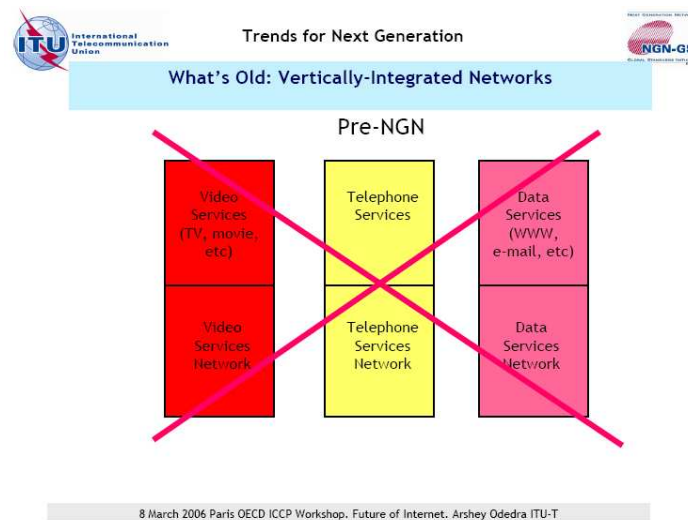 ITU
International
Telecommunication
Union
Trends for Next Generation
NGN-GS
What's Old: Vertically-Integrated Networks
Pre-NGN
Video
Services
(TV, movie,
etc)
Telephone
Services
Data
Services
(WWW,
e-mail, etc)
Video
Services
Network
Telephone
Services
Network
Data
Services
Network
8 March 2006 Paris OECD ICCP Workshop. Future of Internet. Arshey Odedra ITU-T